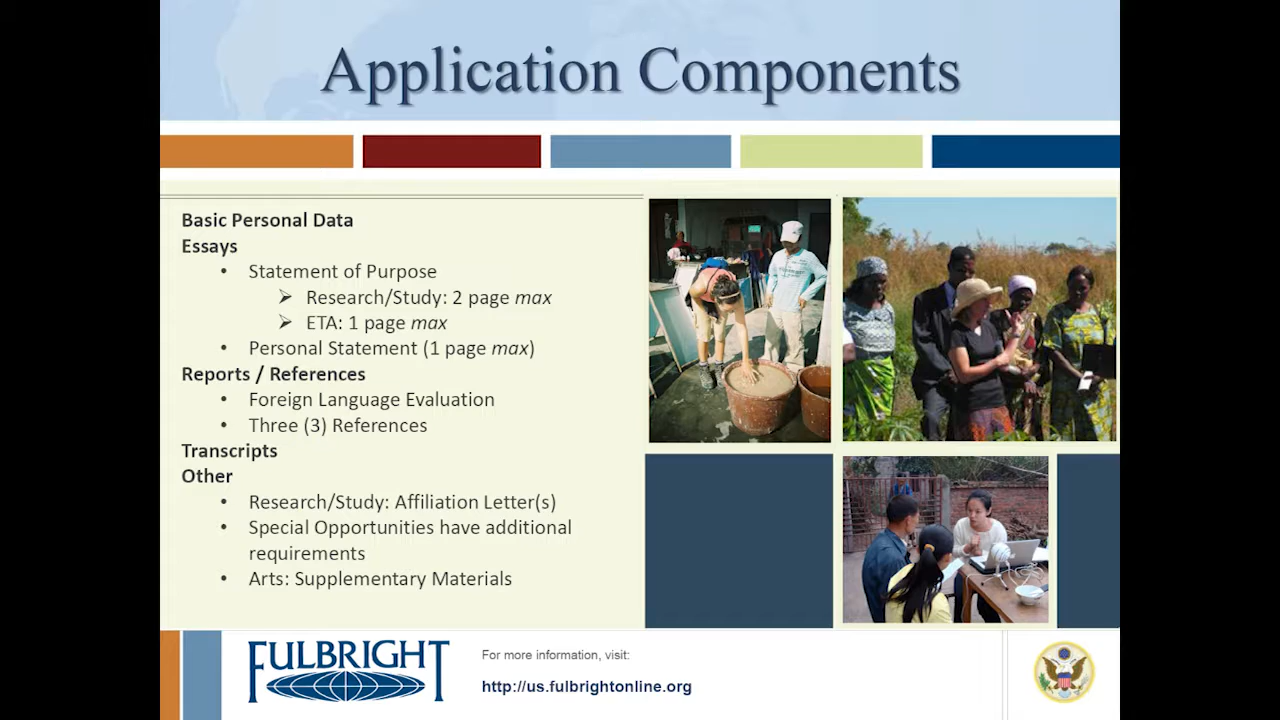 Application Components
Basic Personal Data
Essays
• Statement of Purpose
➢ Research/Study: 2 page max
➢ ETA: 1 page max
• Personal Statement (1 page max)
Reports / References
• Foreign Language Evaluation
• Three (3) References
Transcripts
Other
• Research/Study: Affiliation Letter(s)
• Special Opportunities have additional
requirements
• Arts: Supplementary Materials
FULBRIGHT
For more information, visit:
http://us.fulbrightonline.org